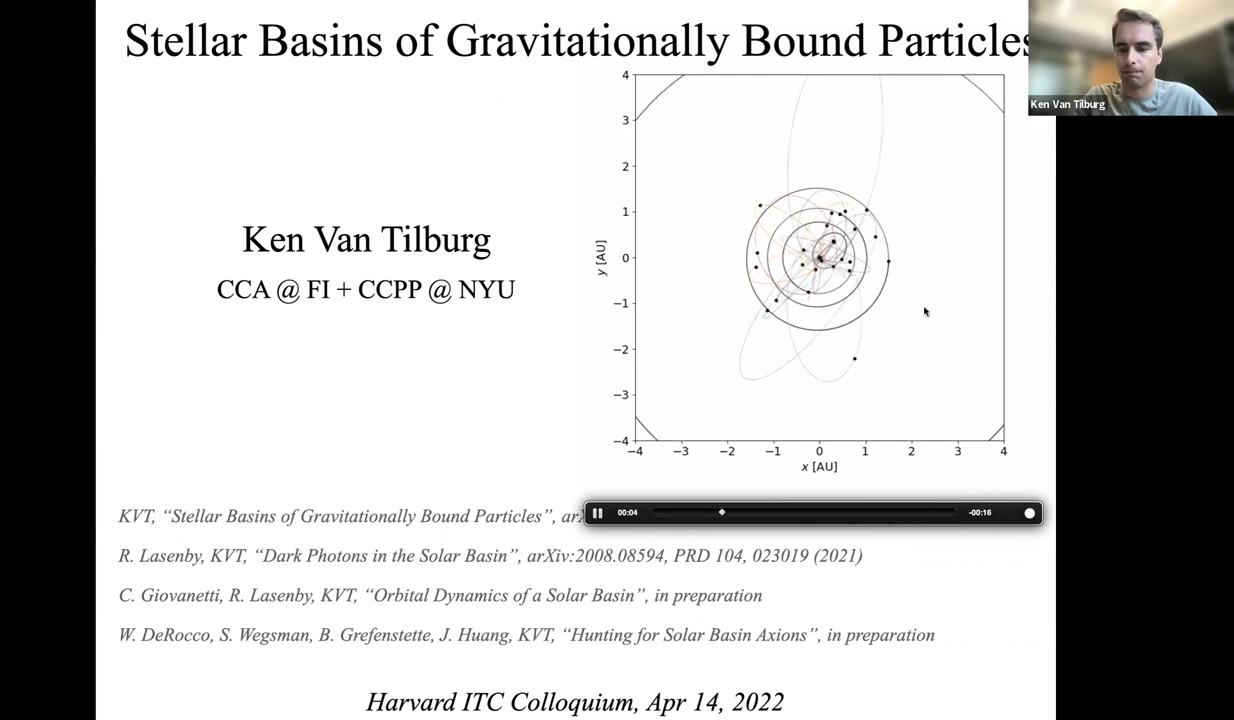 Stellar Basins of Gravitationally Bound Particles
Ken Van Tilburg
Ken Van Tilburg
CCA @ FI + CCPP @ NYU
4
3
2
1
0
−1
−2
−3
−4
y [AU]
−4 −3 −2 −1 0 1 2 3 4
x [AU]
KVT, “Stellar Basins of Gravitationally Bound Particles”,
00:04 -00:16
R. Lasenby, KVT, “Dark Photons in the Solar Basin”, arXiv:2008.08594, PRD 104, 023019 (2021)
C. Giovanetti, R. Lasenby, KVT, “Orbital Dynamics of a Solar Basin”, in preparation
W. DeRocco, S. Wegsman, B. Grefenstette, J. Huang, KVT, “Hunting for Solar Basin Axions”, in preparation
Harvard ITC Colloquium, Apr 14, 2022